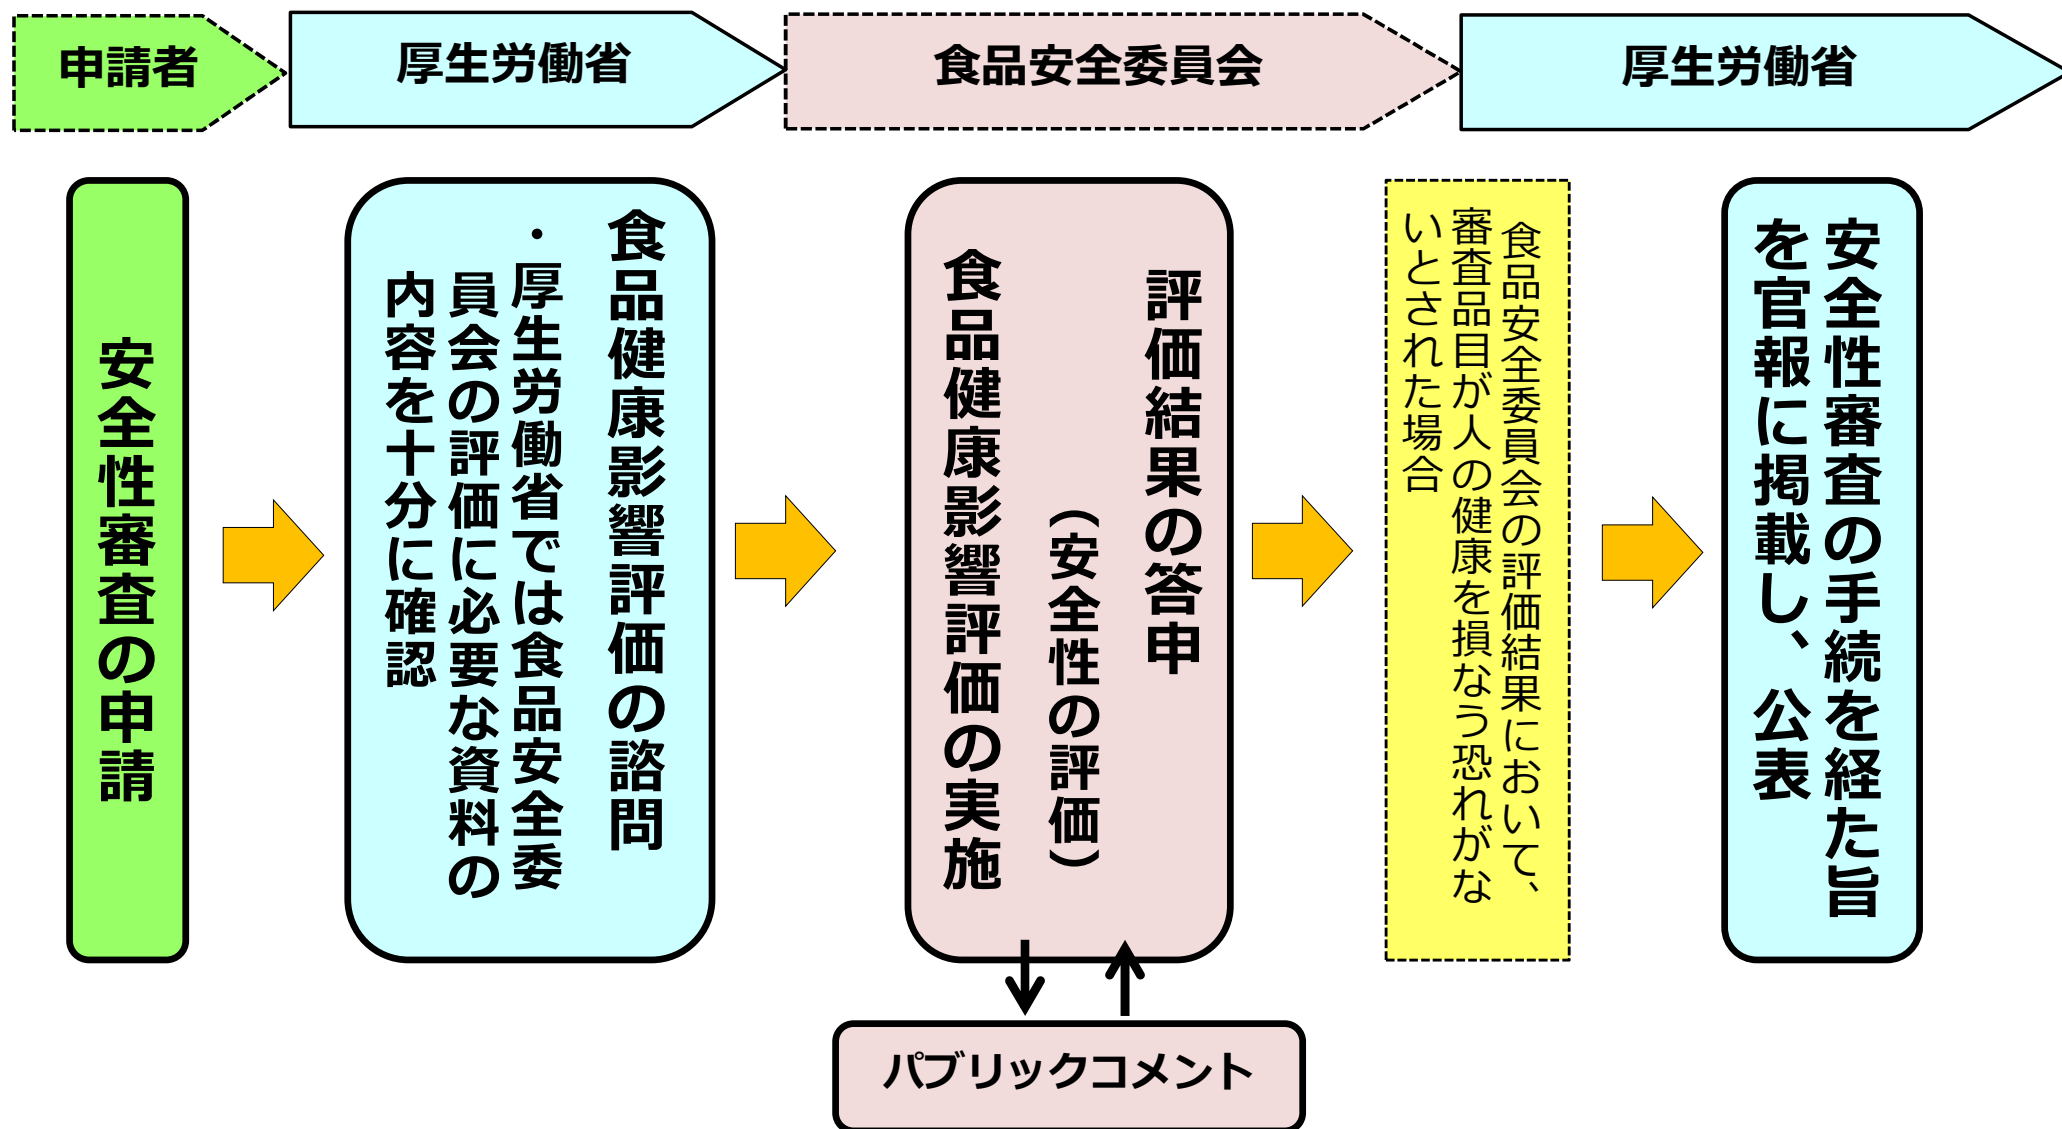 申請者
厚生労働省
食品安全委員会
厚生労働省
安全性審査の申請
食品健康影響評価の諮問
・厚生労働省では食品安全委
員会の評価に必要な資料の
内容を十分に確認
評価結果の答申
（安全性の評価）
食品健康影響評価の実施
食品安全委員会の評価結果において、
審査品目が人の健康を損なう恐れがな
いとされた場合
安全性審査の手続を経た旨
を官報に掲載し、公表
パブリックコメント